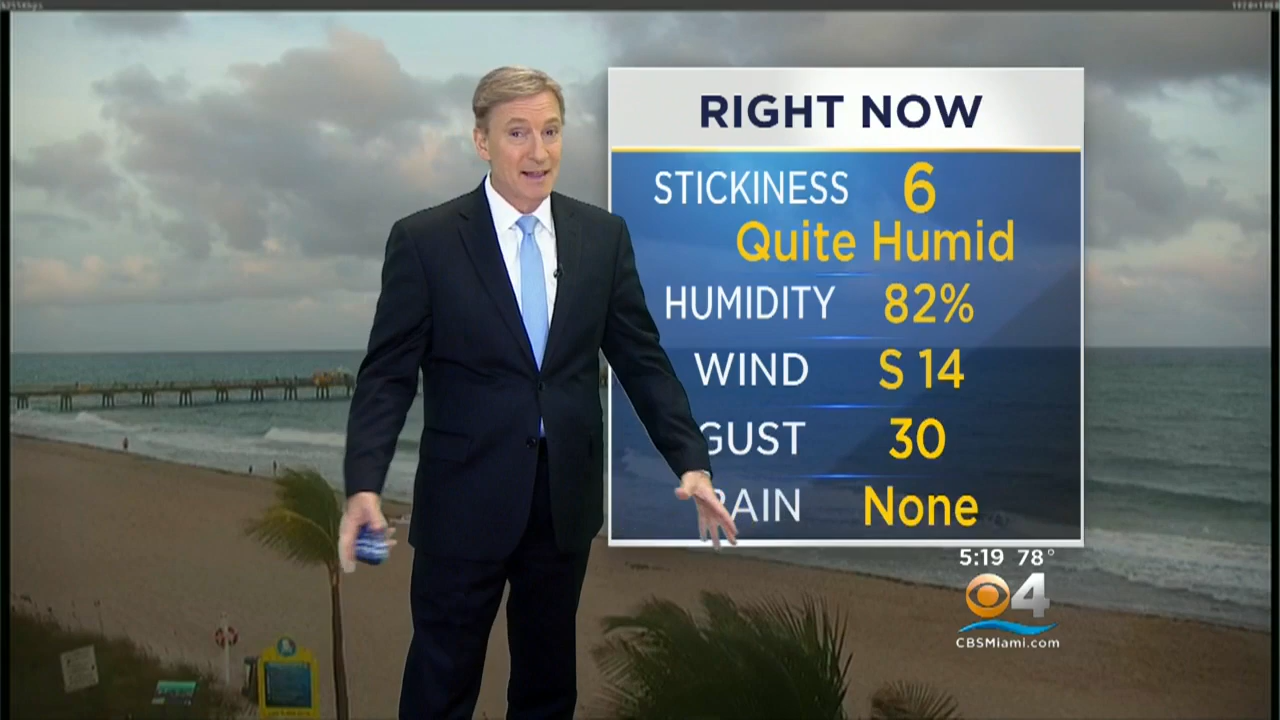 RIGHT NOW
STICKINESS 6
Quite Humid
HUMIDITY 82%
WIND S 14
GUST 30
RAIN None
5:19 78°
4
CBSMiami.com